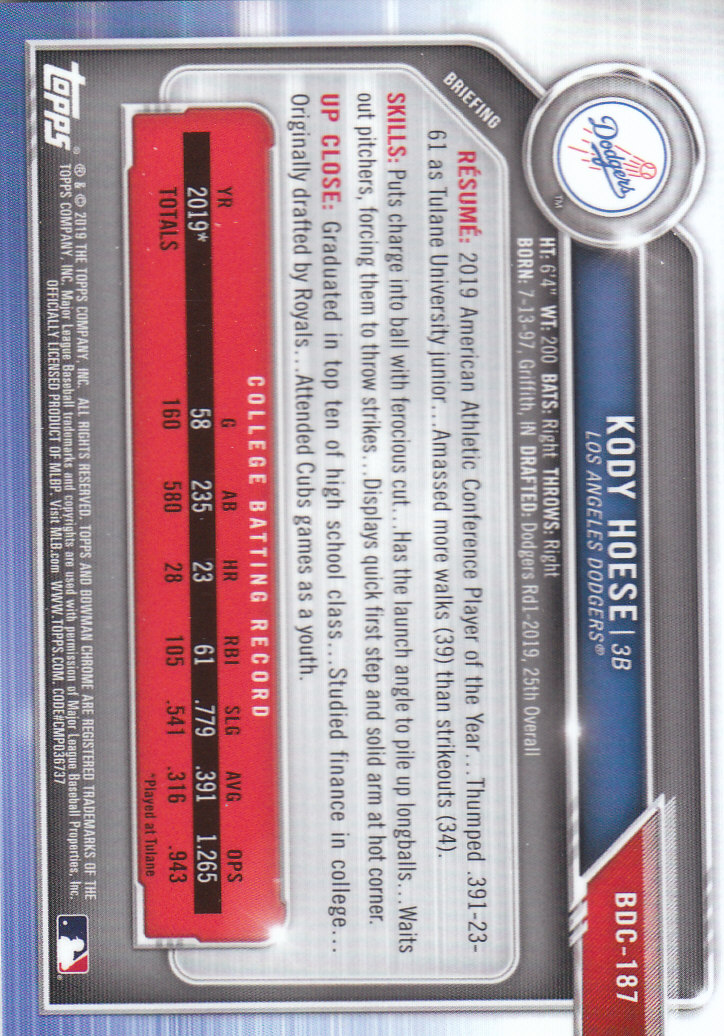 BDC-187
KODY HOESE | 3B
LOS ANGELES DODGERS®
Dodgers
TM
HT: 6'4" WT: 200 BATS: Right THROWS: Right
BORN: 7-13-97, Griffith, IN DRAFTED: Dodgers Rd1-2019, 25th Overall
BRIEFING
RÉSUMÉ: 2019 American Athletic Conference Player of the Year...Thumped .391-23-
61 as Tulane University junior...Amassed more walks (39) than strikeouts (34).
SKILLS: Puts charge into ball with ferocious cut...Has the launch angle to pile up longballs...Waits
out pitchers, forcing them to throw strikes...Displays quick first step and solid arm at hot corner.
UP CLOSE: Graduated in top ten of high school class...Studied finance in college...
Originally drafted by Royals...Attended Cubs games as a youth.
COLLEGE BATTING RECORD
YR G AB HR RBI SLG AVG OPS
2019* 58 235 23 61 .779 .391 1.265
TOTALS 160 580 28 105 .541 .316 .943
*Played at Tulane
Topps®
® & © 2019 THE TOPPS COMPANY, INC. ALL RIGHTS RESERVED. TOPPS AND BOWMAN CHROME ARE REGISTERED TRADEMARKS OF THE
TOPPS COMPANY, INC. Major League Baseball trademarks and copyrights are used with permission of Major League Baseball Properties, Inc.
OFFICIALLY LICENSED PRODUCT OF MLBP. Visit MLB.com WWW.TOPPS.COM. CODE#CMP036737